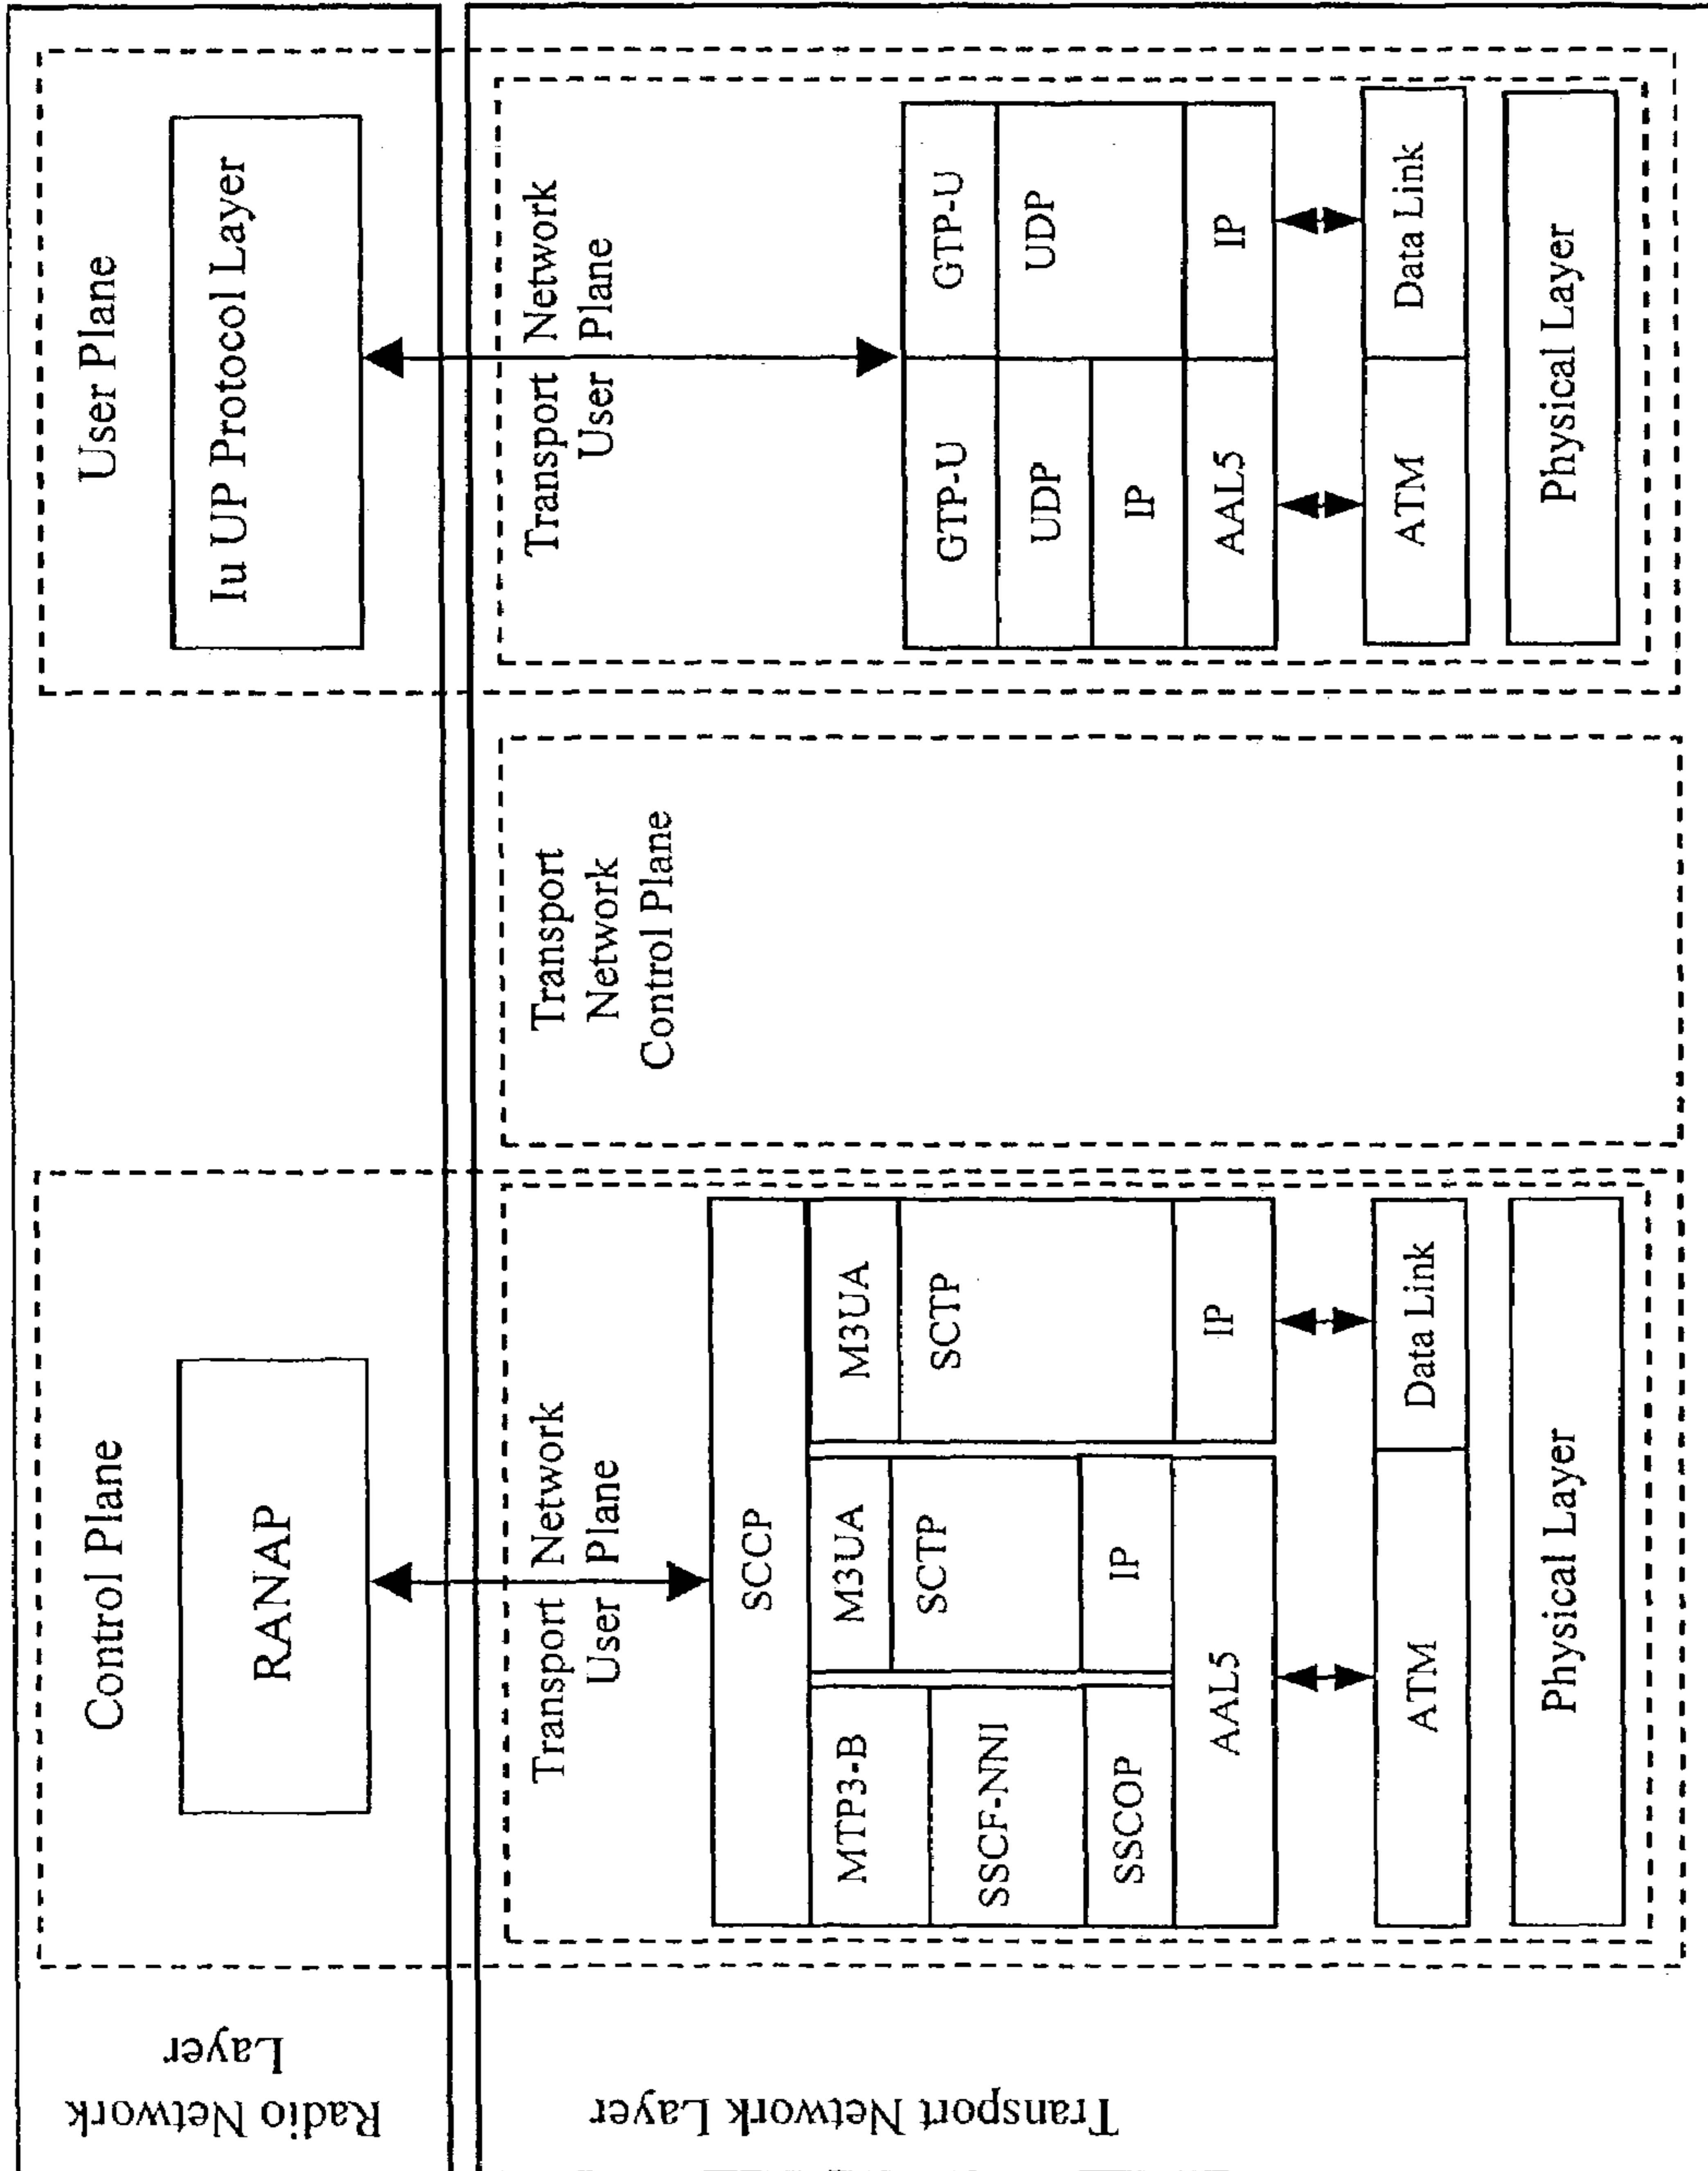 Radio Network
Layer
Control Plane
RANAP
User Plane
Iu UP Protocol Layer
Transport Network Layer
Transport Network
User Plane
SCCP
MTP3-B
SSCF-NNI
SSCOP
M3UA
SCTP
IP
AAL5
M3UA
SCTP
IP
ATM
Data Link
Physical Layer
Transport
Network
Control Plane
Transport Network
User Plane
GTP-U
UDP
IP
AAL5
GTP-U
UDP
IP
ATM
Data Link
Physical Layer